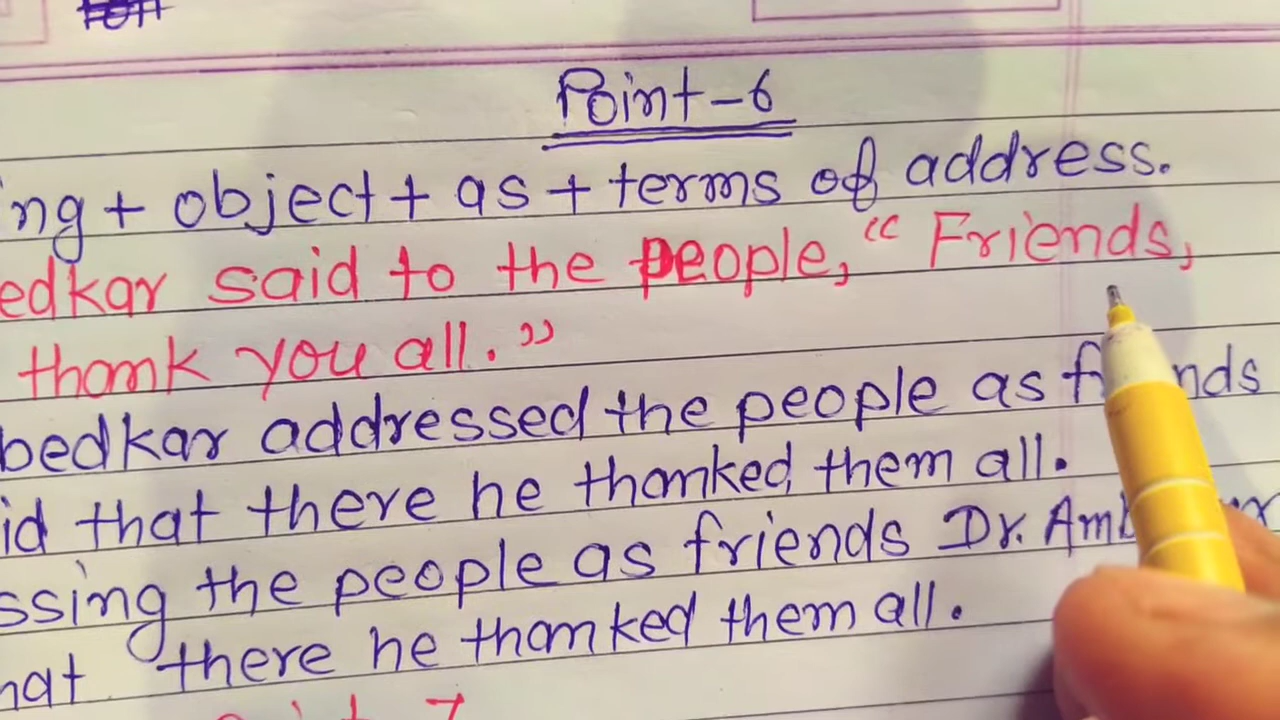 Point-6
ng + object + as + terms of address.
edkar said to the people, “Friends,
thank you all.”
bedkar addressed the people as nds
id that there he thanked them all.
ssing the people as friends Dr. Amb
hat there he thanked them all.